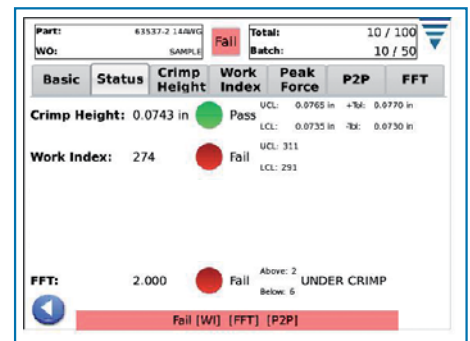 Part: 63537-2 14AWG Fail Total: 10 / 100
WO: SAMPLE Batch: 10 / 50
Basic Status Crimp Height Work Index Peak Force P2P FFT
Crimp Height: 0.0743 in Pass UCL: 0.0765 in +Tol: 0.0770 in
LCL: 0.0735 in -Tol: 0.0730 in
Work Index: 274 Fail UCL: 311
LCL: 291
FFT: 2.000 Fail Above: 2 UNDER CRIMP
Below: 6
Fail [WI] [FFT] [P2P]